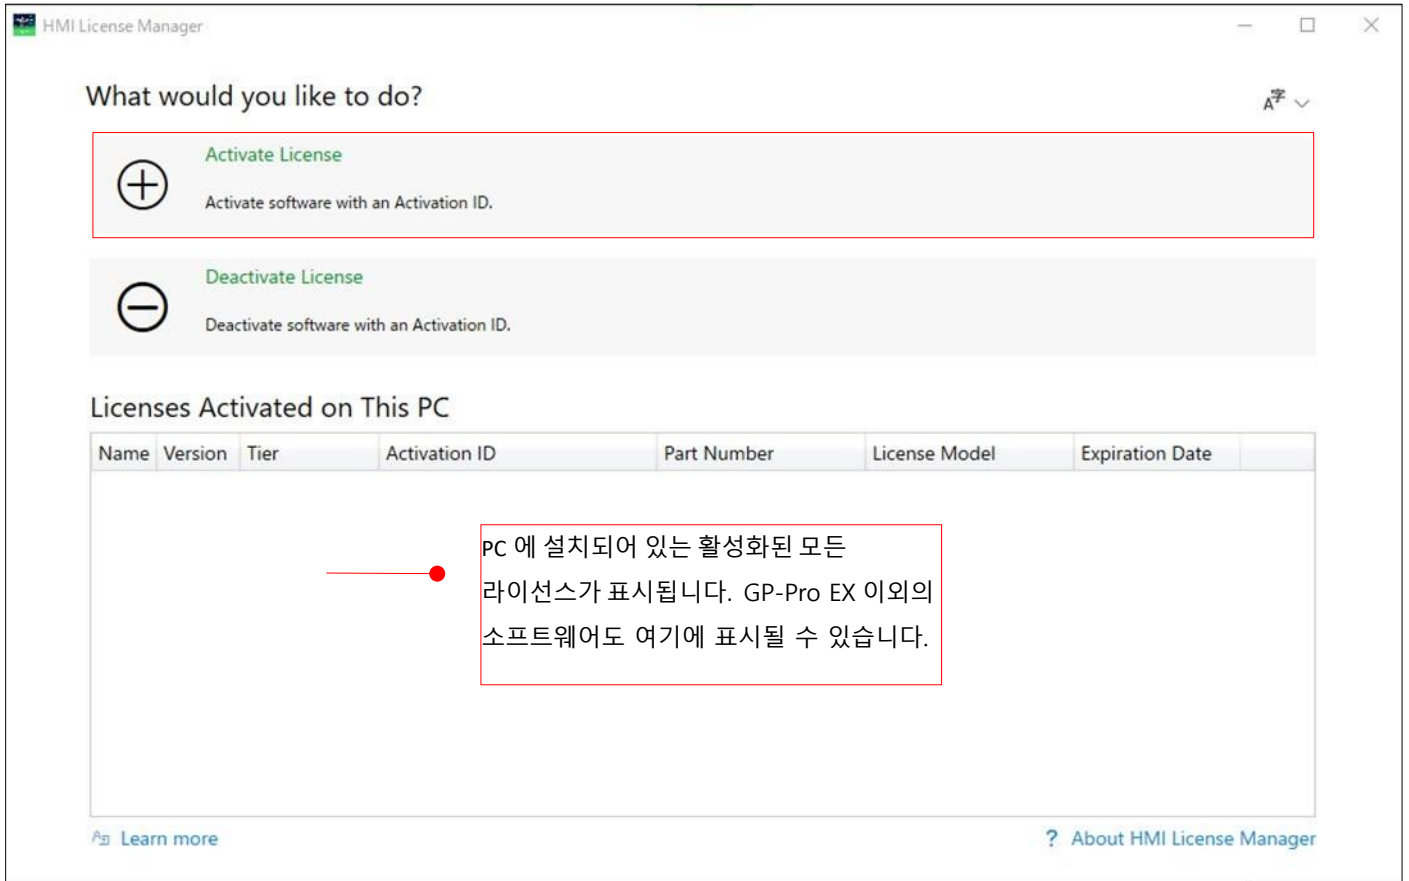 HMI License Manager
What would you like to do?
A字
Activate License
Activate software with an Activation ID.
Deactivate License
Deactivate software with an Activation ID.
Licenses Activated on This PC
Name Version Tier Activation ID Part Number License Model Expiration Date
PC 에 설치되어 있는 활성화된 모든
라이선스가 표시됩니다. GP-Pro EX 이외의
소프트웨어도 여기에 표시될 수 있습니다.
Learn more
? About HMI License Manager